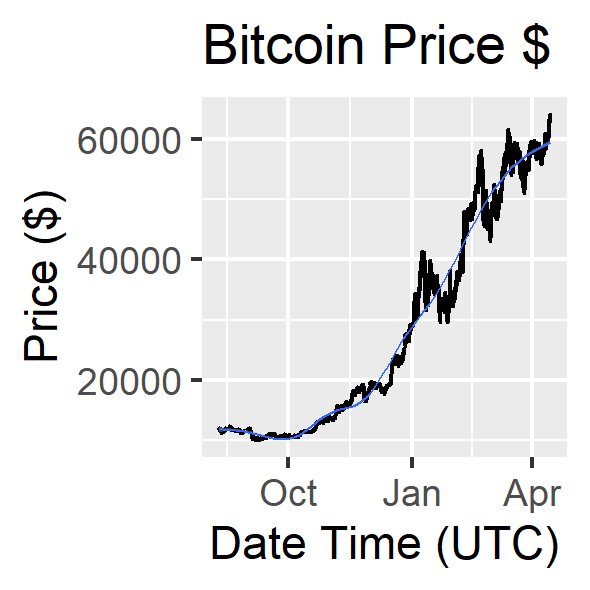 Bitcoin Price $
Price ($)
60000
40000
20000
Oct Jan Apr
Date Time (UTC)